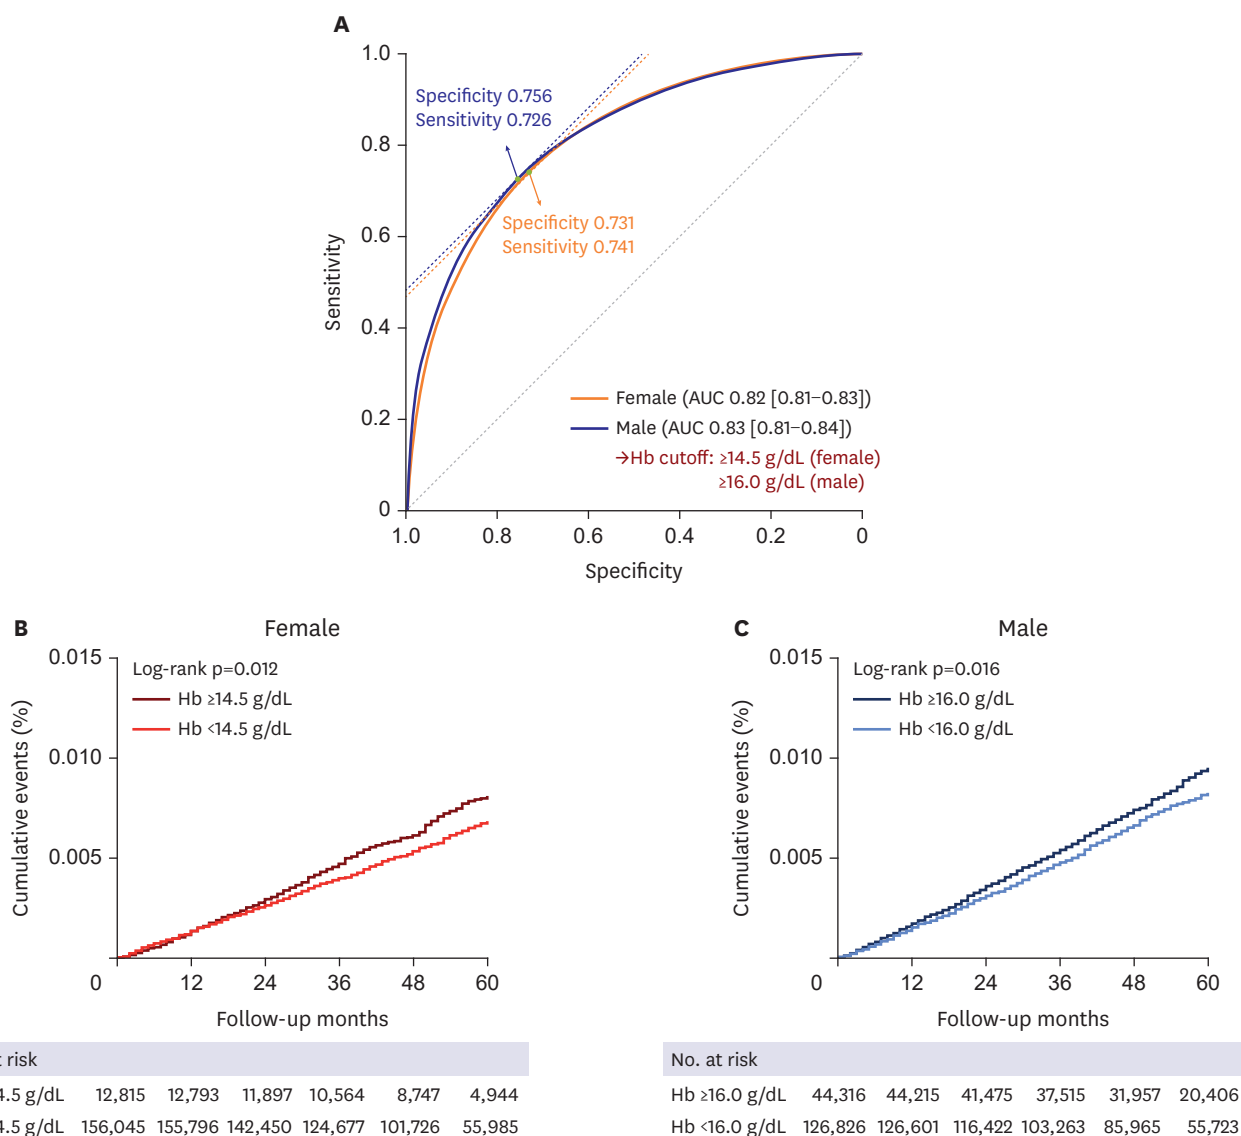 A
1.0
0.8
0.6
0.4
0.2
0
Sensitivity
Specificity 0.756
Sensitivity 0.726
Specificity 0.731
Sensitivity 0.741
Female (AUC 0.82 [0.81–0.83])
Male (AUC 0.83 [0.81–0.84])
→Hb cutoff: ≥14.5 g/dL (female)
≥16.0 g/dL (male)
1.0 0.8 0.6 0.4 0.2 0
Specificity
B
Female
0.015
0.010
0.005
Cumulative events (%)
Log-rank p=0.012
Hb ≥14.5 g/dL
Hb <14.5 g/dL
0 12 24 36 48 60
Follow-up months
risk
4.5 g/dL 12,815 12,793 11,897 10,564 8,747 4,944
4.5 g/dL 156,045 155,796 142,450 124,677 101,726 55,985
C
Male
0.015
0.010
0.005
Cumulative events (%)
Log-rank p=0.016
Hb ≥16.0 g/dL
Hb <16.0 g/dL
0 12 24 36 48 60
Follow-up months
No. at risk
Hb ≥16.0 g/dL 44,316 44,215 41,475 37,515 31,957 20,406
Hb <16.0 g/dL 126,826 126,601 116,422 103,263 85,965 55,723